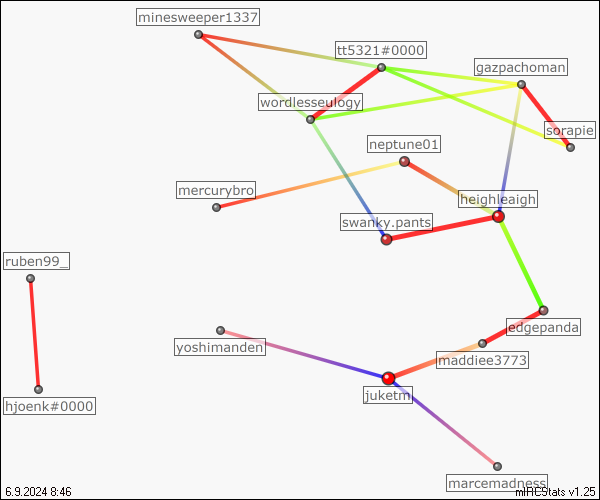 minesweeper1337
tt5321#0000
gazpachoman
wordlesseulogy
sorapie
neptune01
mercurybro
heighleaigh
swanky.pants
ruben99_
edgepanda
yoshimanden
maddiee3773
juketm
hjoenk#0000
marcemadness
6.9.2024 8:46
mIRCStats v1.25